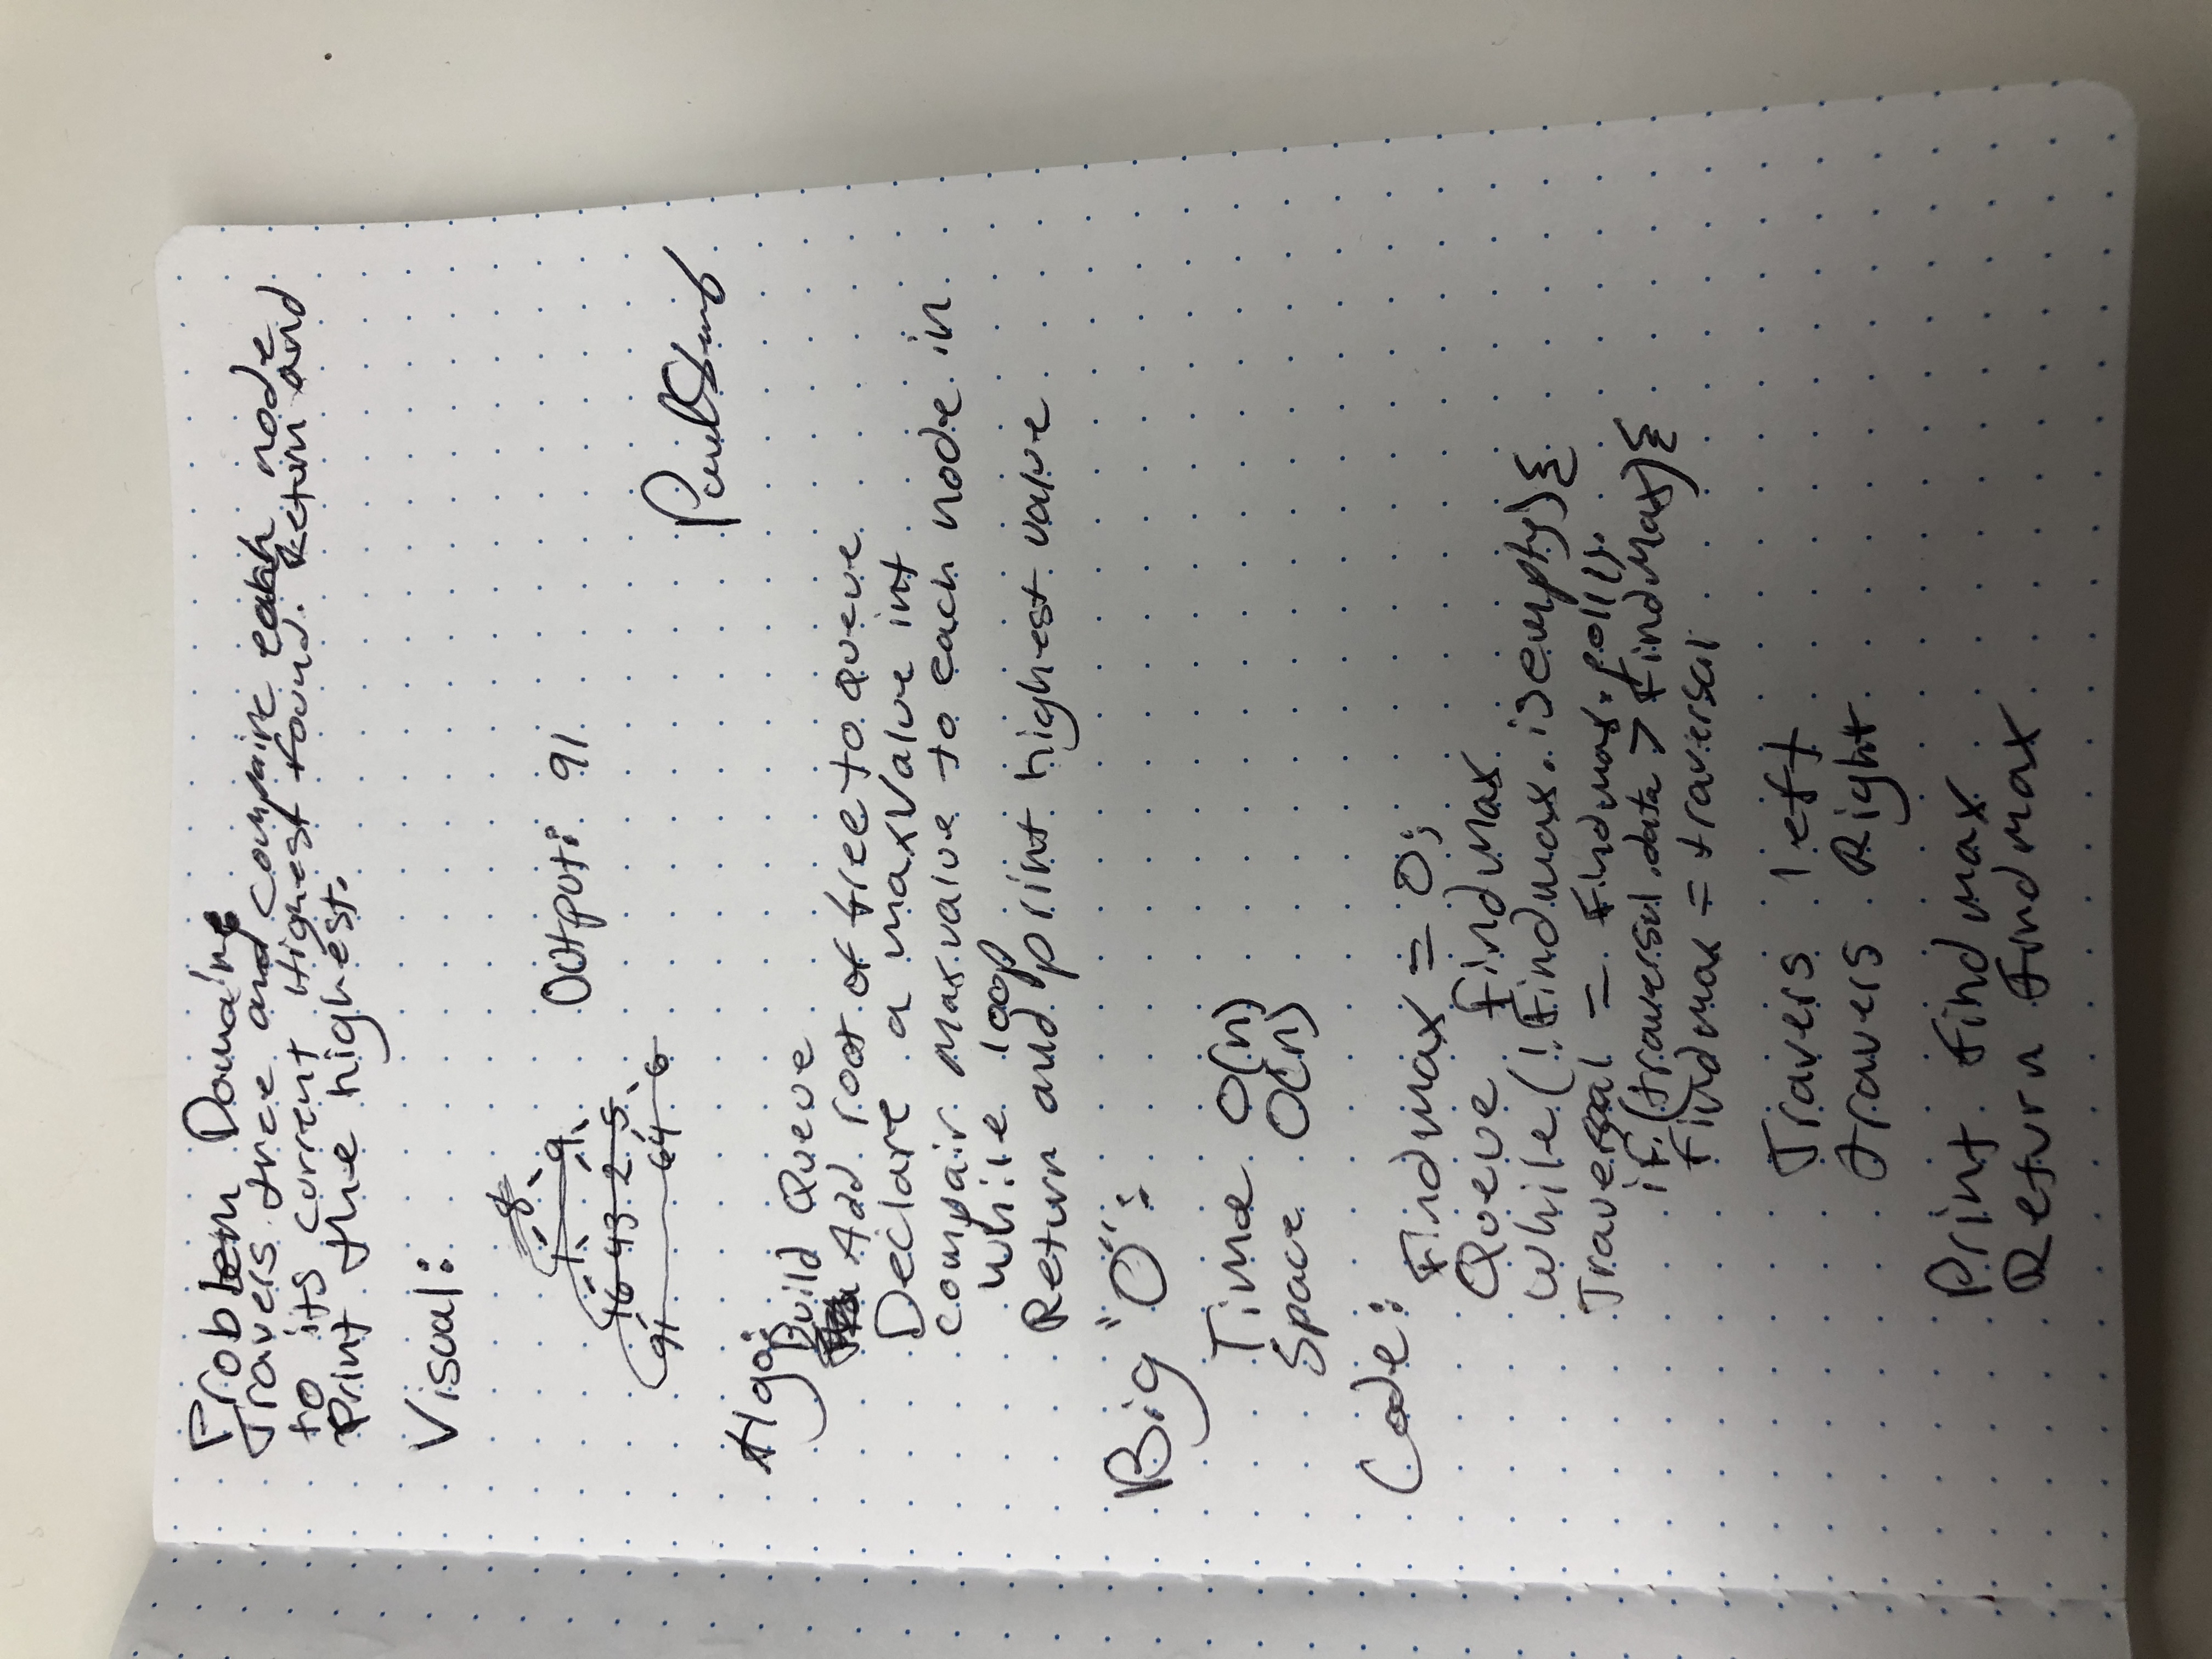 Problem Domain
Travers tree and compaire each node
to its current Highest found. Return and
Print the highest.
Visual:
8
1 9
Output: 91
16 43 2 5
91 64 6
Algo:
Build Queue
Add root of tree to Queue
Declare a maxValue int
compair maxvalue to each node in
while loop
Return and print highest value
Big "O":
Time O(n)
Space O(n)
Code:
Findmax = 0;
Queue findMax
While(!Findmax.isempty){
Traversal = Findmax.poll().
if(traversal.data > FindMax){
findmax = traversal
Travers left
travers Right
Print findmax
Return findmax